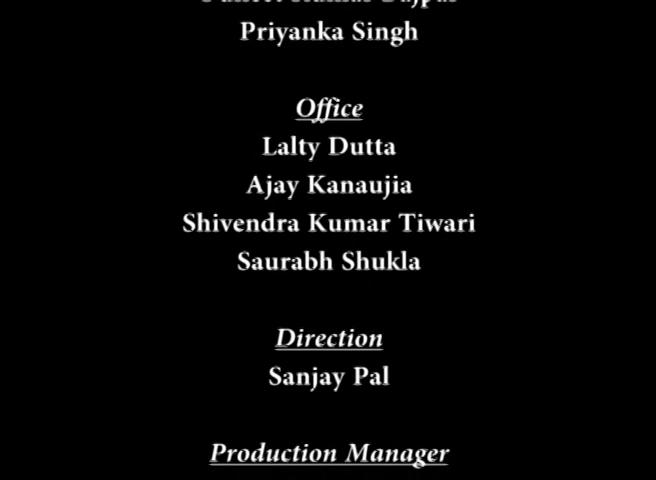 Priyanka Singh
Office
Lalty Dutta
Ajay Kanaujia
Shivendra Kumar Tiwari
Saurabh Shukla
Direction
Sanjay Pal
Production Manager